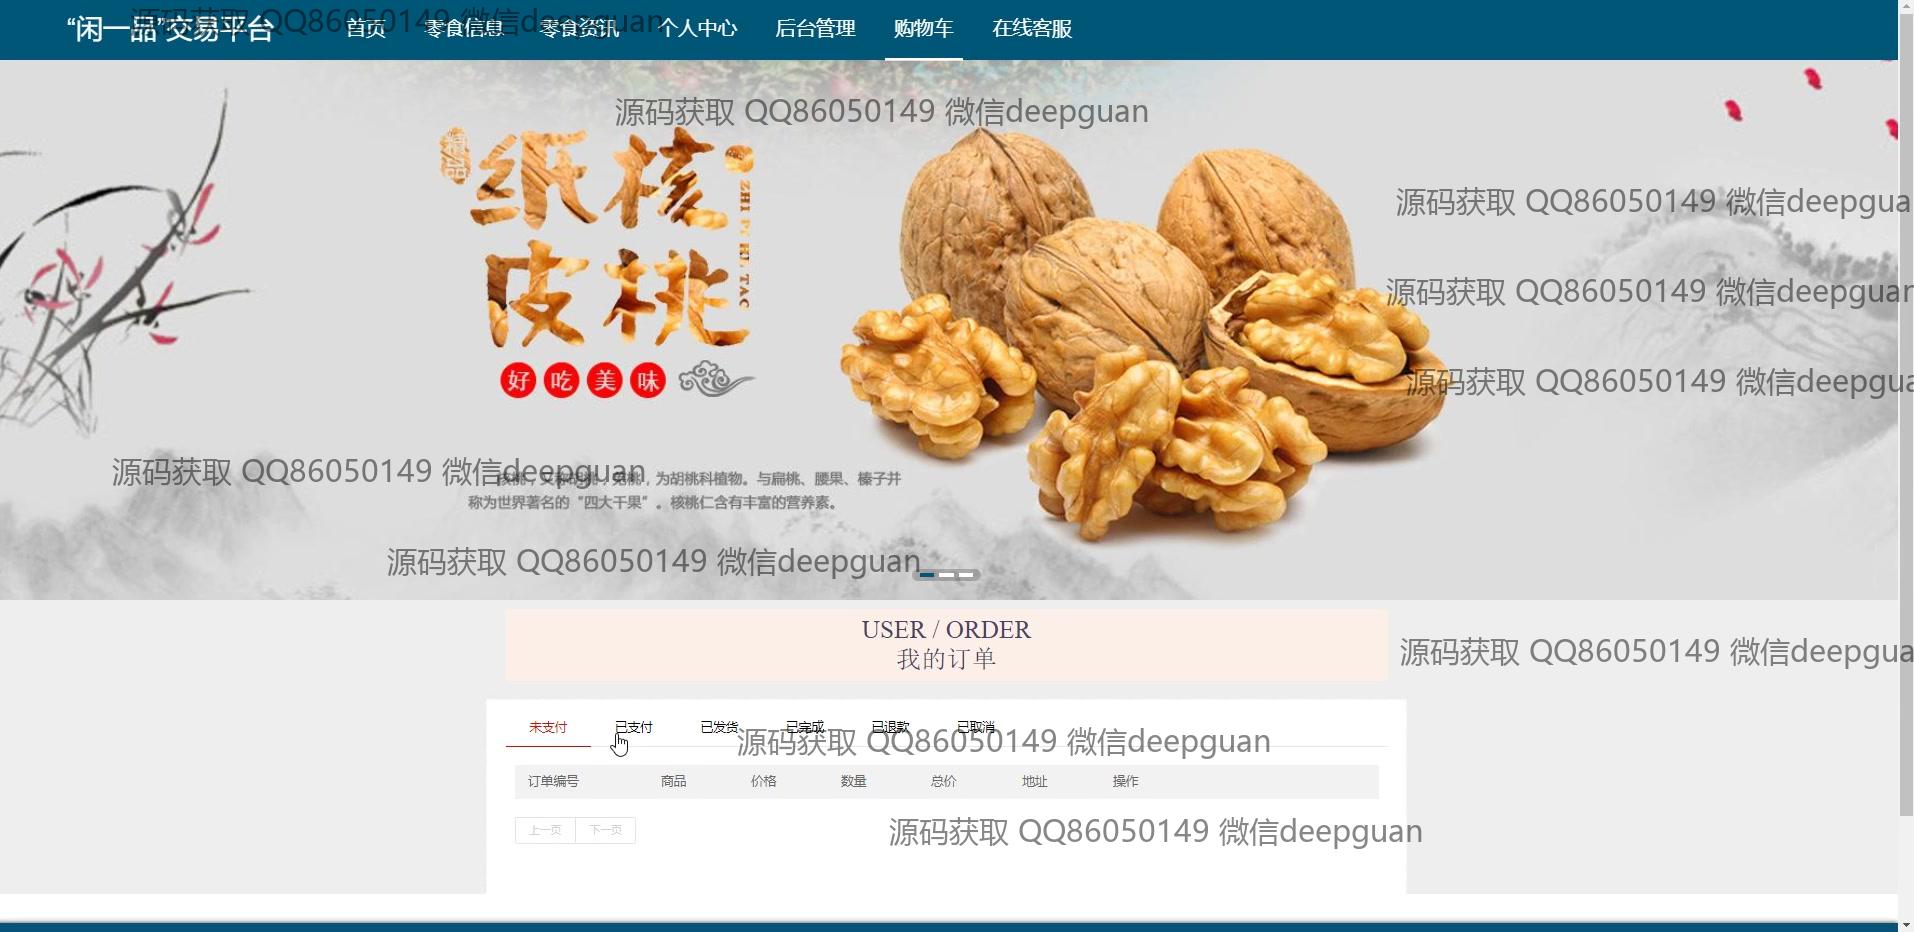 “闲一品”交易平台
首页 零食信息 零食资讯 个人中心 后台管理 购物车 在线客服
源码获取 QQ86050149 微信deepguan
源码获取 QQ86050149 微信deepguan
精品 纸皮核桃 ZHI PI HE TAO
源码获取 QQ86050149 微信deepgua
源码获取 QQ86050149 微信deepguan
好吃美味
源码获取 QQ86050149 微信deepgua
源码获取 QQ86050149 微信deepguan
核桃，又称胡桃，羌桃，为胡桃科植物。与扁桃、腰果、榛子并
称为世界著名的“四大干果”。核桃仁含有丰富的营养素。
源码获取 QQ86050149 微信deepguan
USER / ORDER
我的订单
源码获取 QQ86050149 微信deepgua
未支付 已支付 已发货 已完成 已退款 已取消
源码获取 QQ86050149 微信deepguan
订单编号 商品 价格 数量 总价 地址 操作
上一页 下一页
源码获取 QQ86050149 微信deepguan